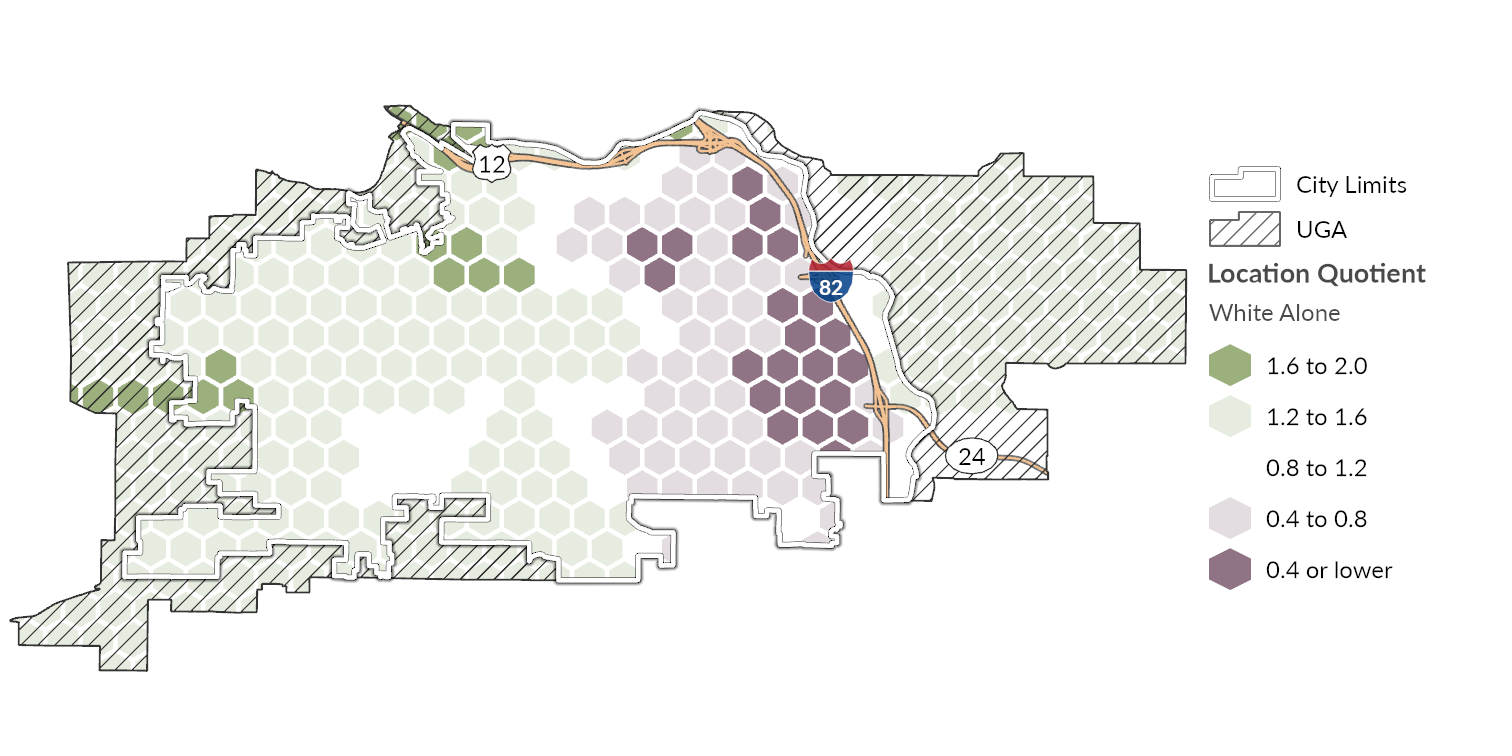 12
82
24
City Limits
UGA
Location Quotient
White Alone
1.6 to 2.0
1.2 to 1.6
0.8 to 1.2
0.4 to 0.8
0.4 or lower